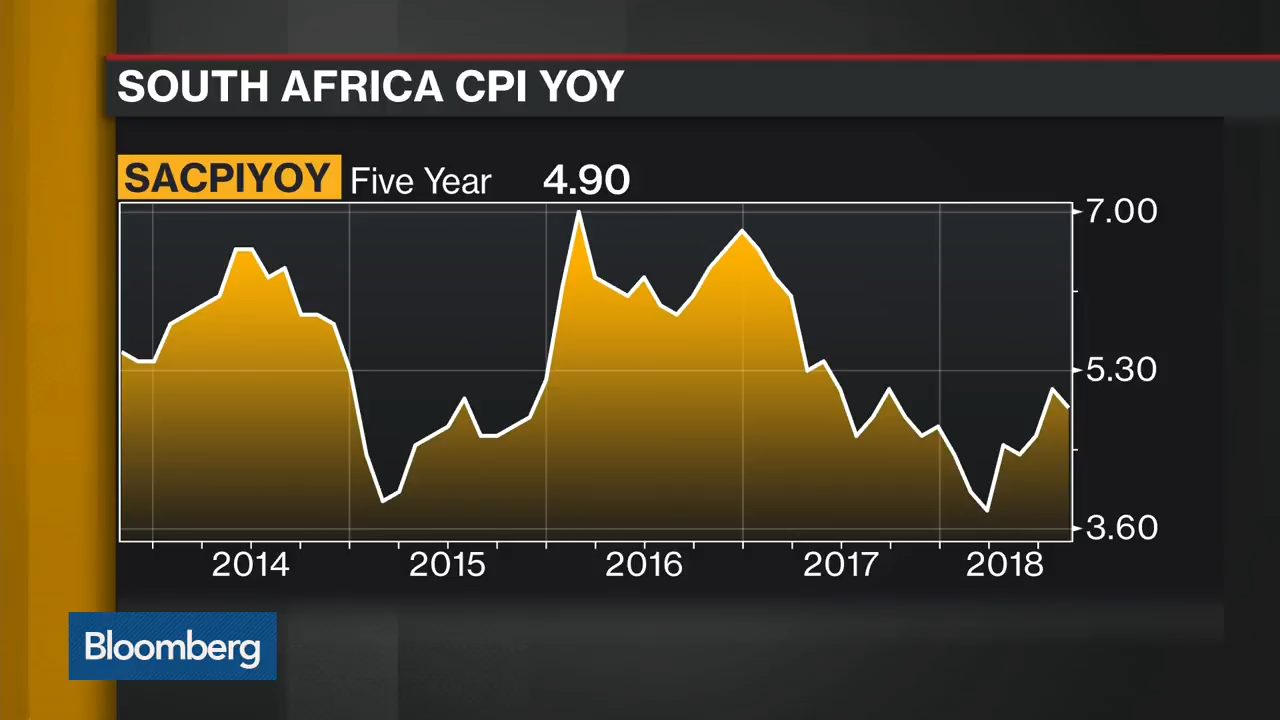 SOUTH AFRICA CPI YOY
SACPIYOY Five Year 4.90
7.00
5.30
3.60
2014 2015 2016 2017 2018
Bloomberg